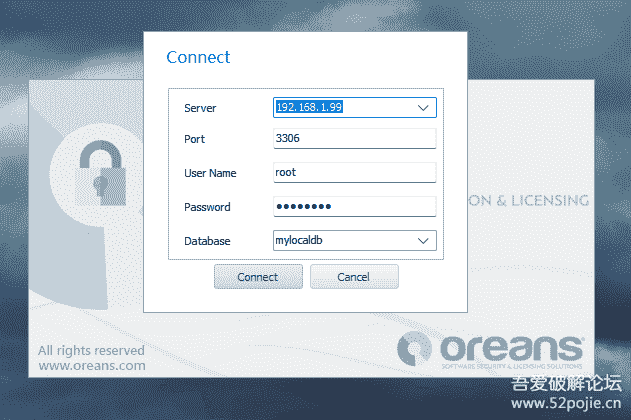 Connect
Server 192.168.1.99
Port 3306
User Name root
Password ●●●●●●●●
Database mylocaldb
Connect Cancel
ON & LICENSING
All rights reserved
www.oreans.com
oreans
SOFTWARE SECURITY & LICENSING SOLUTIONS
吾爱破解论坛
www.52pojie.cn